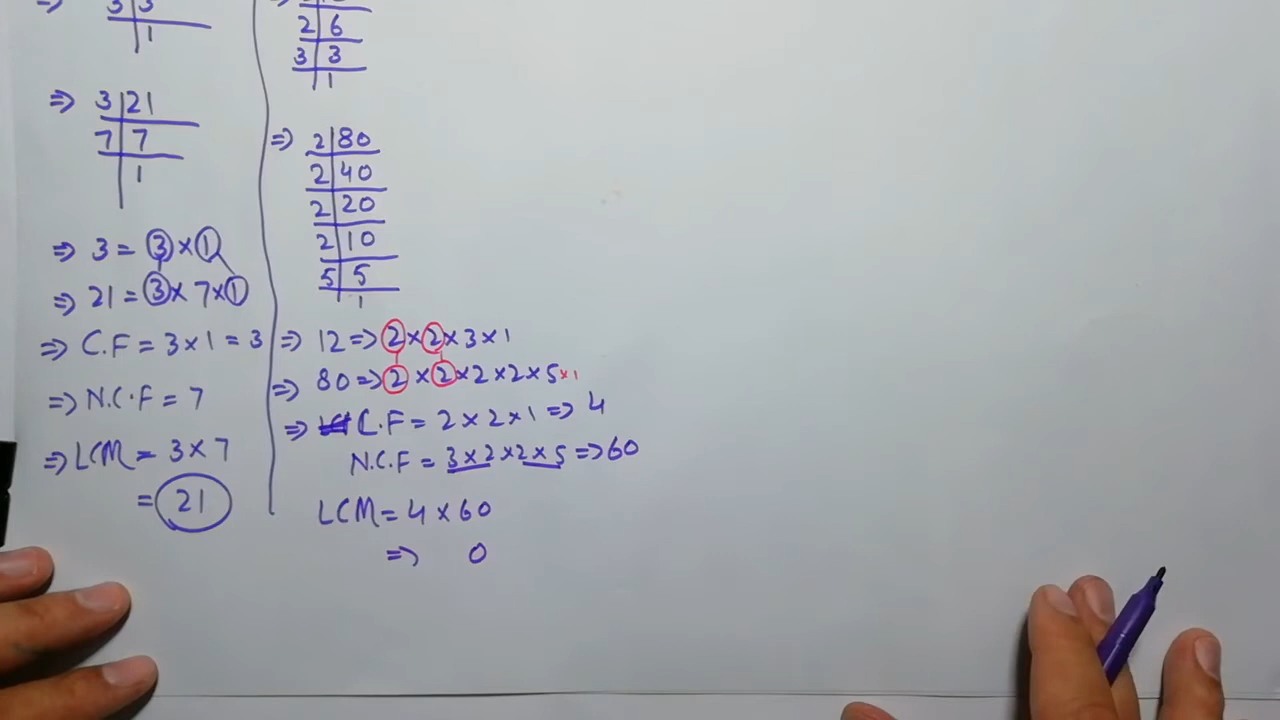 ⇒ 3|3
1
⇒ 3|21
7|7
1
⇒ 3 = 3 × 1
⇒ 21 = 3 × 7 × 1
⇒ C.F = 3 × 1 = 3
⇒ N.C.F = 7
⇒ LCM = 3 × 7
= 21
2|6
3|3
1
⇒ 2|80
2|40
2|20
2|10
5|5
1
⇒ 12 ⇒ 2 × 2 × 3 × 1
⇒ 80 ⇒ 2 × 2 × 2 × 2 × 5 × 1
⇒ C.F = 2 × 2 × 1 ⇒ 4
N.C.F = 3 × 2 × 2 × 5 ⇒ 60
LCM = 4 × 60
⇒ 0